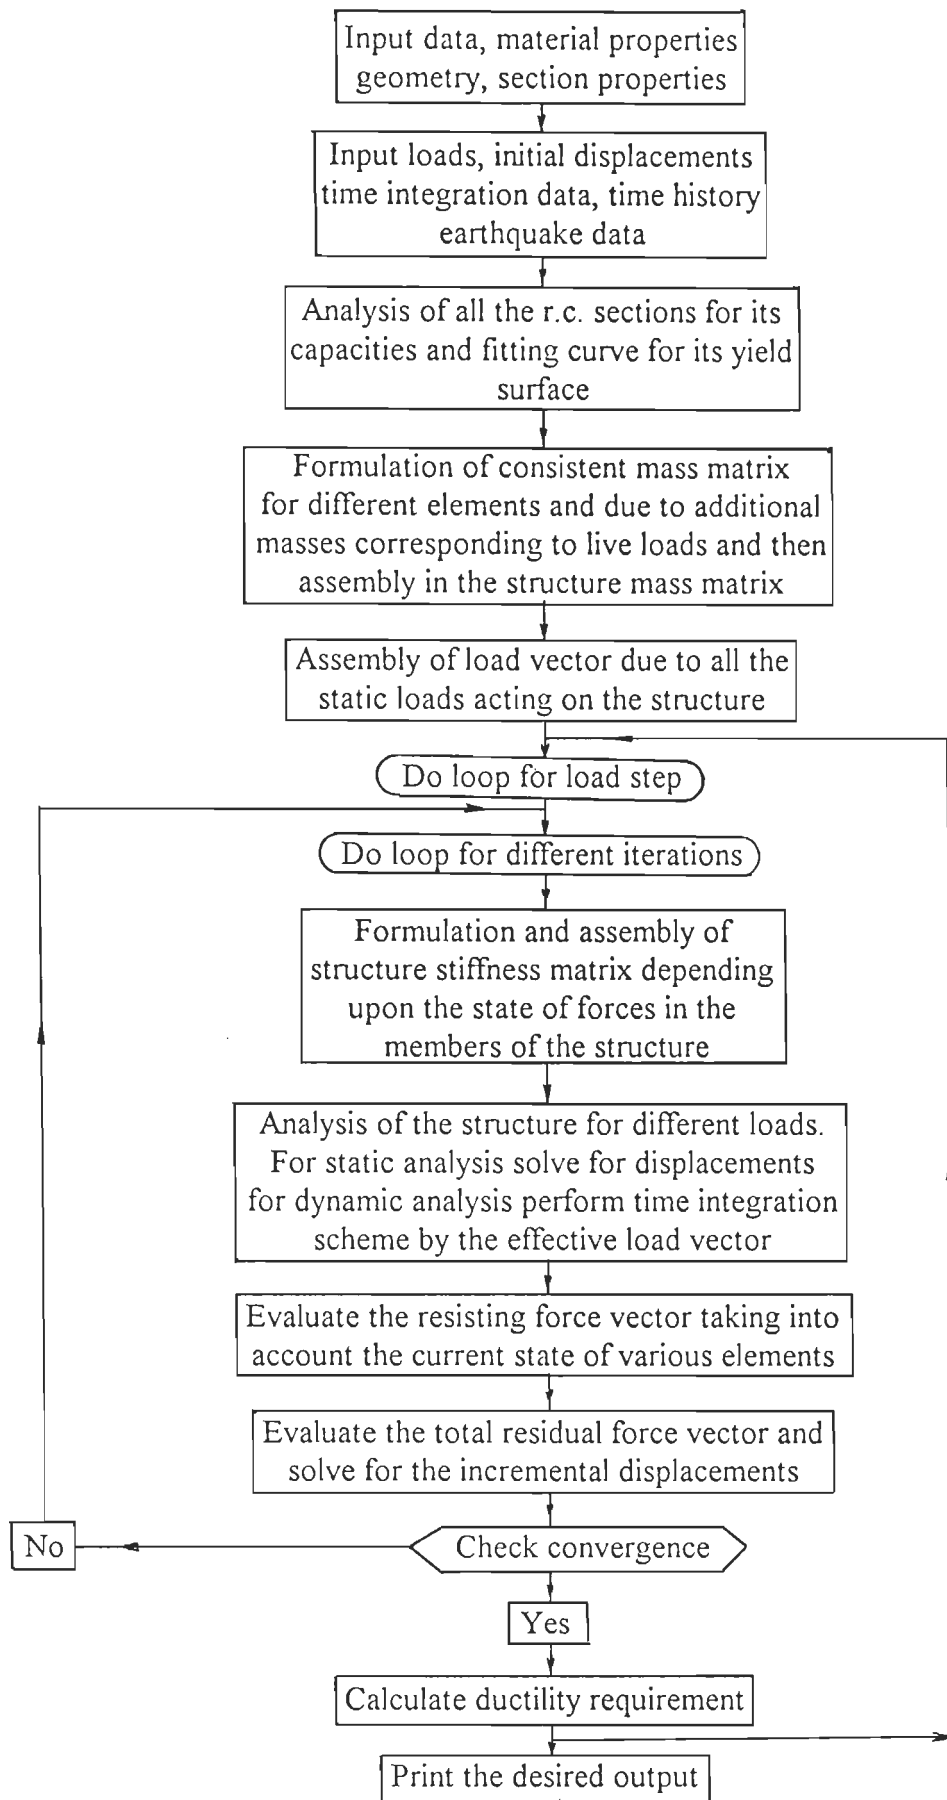 Input data, material properties
geometry, section properties
Input loads, initial displacements
time integration data, time history
earthquake data
Analysis of all the r.c. sections for its
capacities and fitting curve for its yield
surface
Formulation of consistent mass matrix
for different elements and due to additional
masses corresponding to live loads and then
assembly in the structure mass matrix
Assembly of load vector due to all the
static loads acting on the structure
Do loop for load step
Do loop for different iterations
Formulation and assembly of
structure stiffness matrix depending
upon the state of forces in the
members of the structure
Analysis of the structure for different loads.
For static analysis solve for displacements
for dynamic analysis perform time integration
scheme by the effective load vector
Evaluate the resisting force vector taking into
account the current state of various elements
Evaluate the total residual force vector and
solve for the incremental displacements
No
Check convergence
Yes
Calculate ductility requirement
Print the desired output